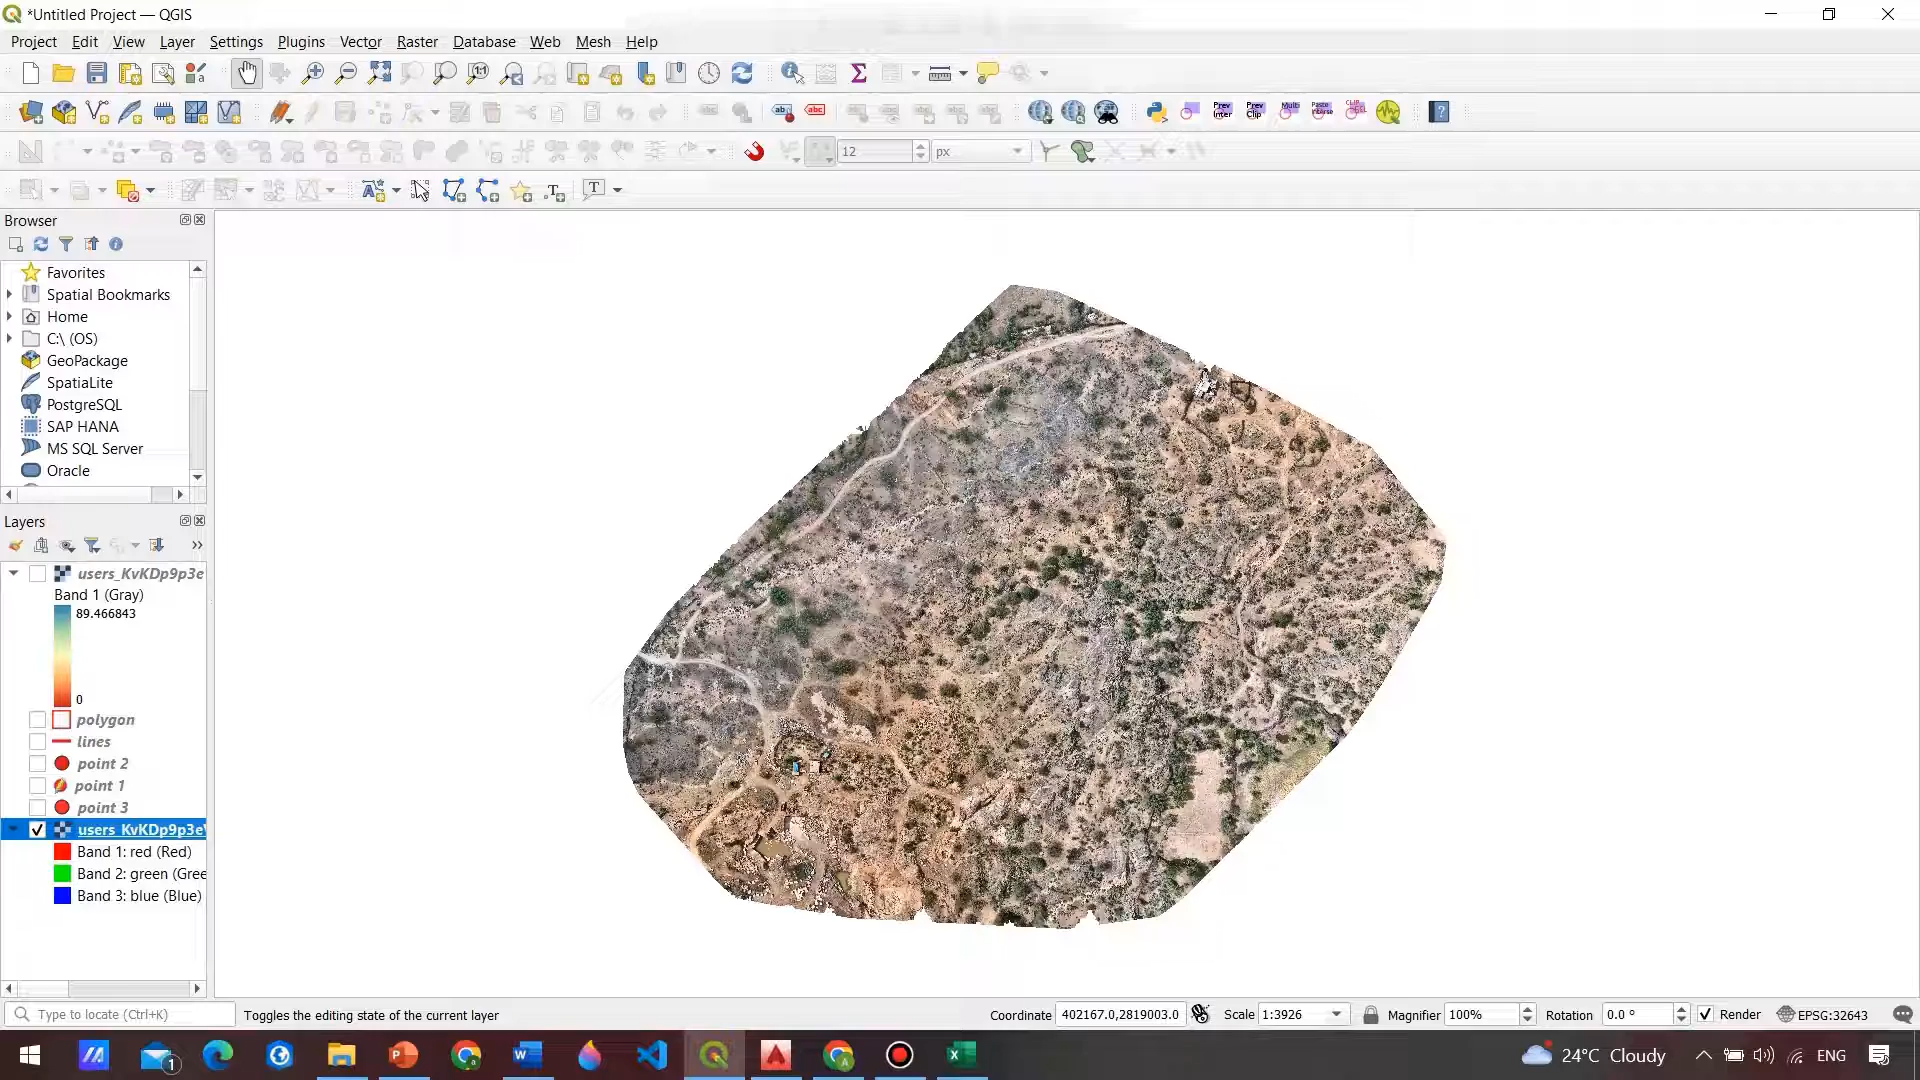 *Untitled Project — QGIS
Project Edit View Layer Settings Plugins Vector Raster Database Web Mesh Help
12 px
Browser
Favorites
Spatial Bookmarks
Home
C:\ (OS)
GeoPackage
SpatiaLite
PostgreSQL
SAP HANA
MS SQL Server
Oracle
Layers
users_KvKDp9p3e
Band 1 (Gray)
89.466843
0
polygon
lines
point 2
point 1
point 3
users_KvKDp9p3e
Band 1: red (Red)
Band 2: green (Gree
Band 3: blue (Blue)
Type to locate (Ctrl+K) Toggles the editing state of the current layer Coordinate 402167.0,2819003.0 Scale 1:3926 Magnifier 100% Rotation 0.0 ° Render EPSG:32643
24°C Cloudy ENG